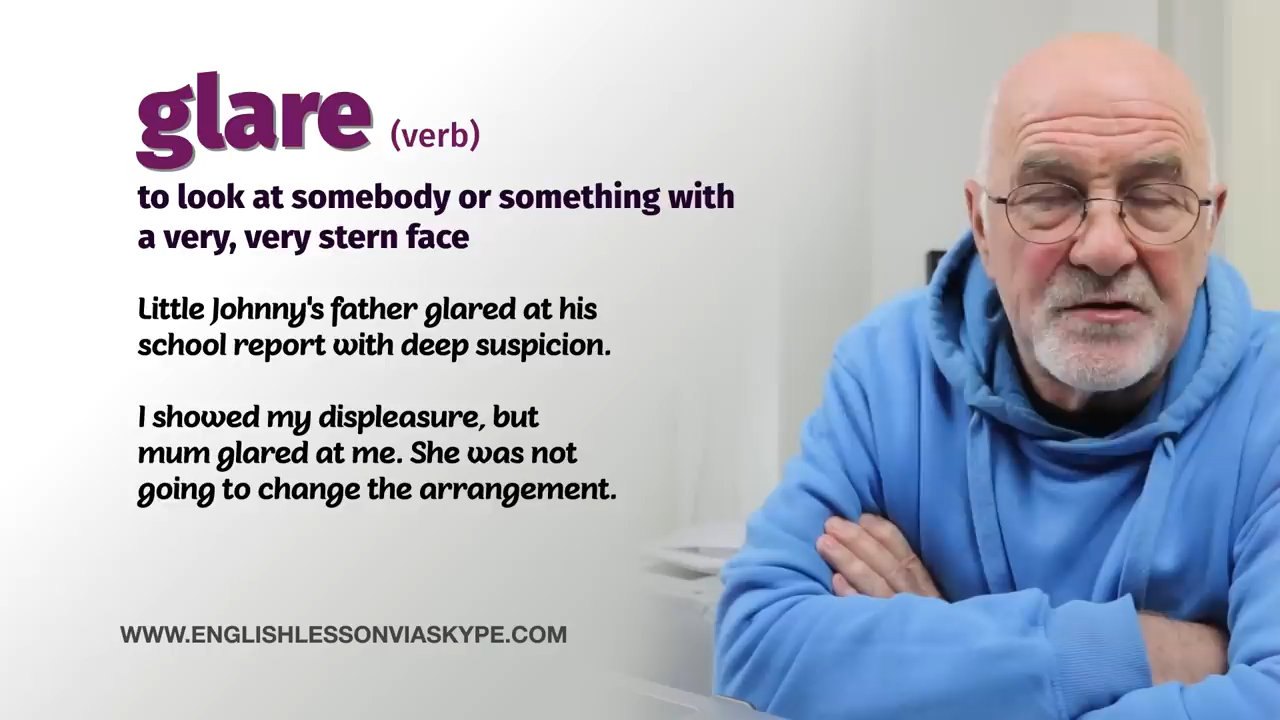 glare (verb)
to look at somebody or something with
a very, very stern face
Little Johnny's father glared at his
school report with deep suspicion.
I showed my displeasure, but
mum glared at me. She was not
going to change the arrangement.
WWW.ENGLISHLESSONVIASKYPE.COM